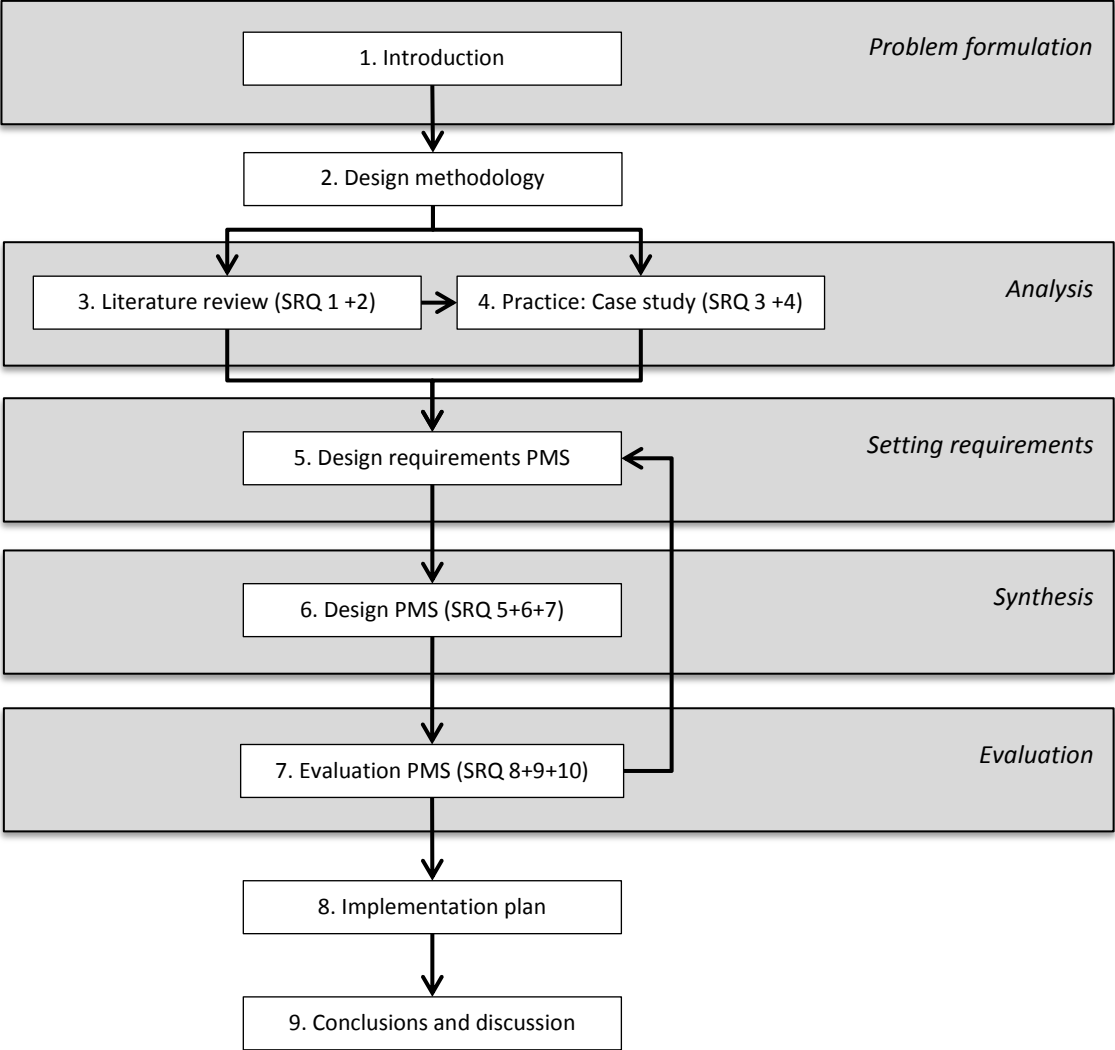 Problem formulation
1. Introduction
2. Design methodology
Analysis
3. Literature review (SRQ 1 +2)
4. Practice: Case study (SRQ 3 +4)
Setting requirements
5. Design requirements PMS
Synthesis
6. Design PMS (SRQ 5+6+7)
Evaluation
7. Evaluation PMS (SRQ 8+9+10)
8. Implementation plan
9. Conclusions and discussion